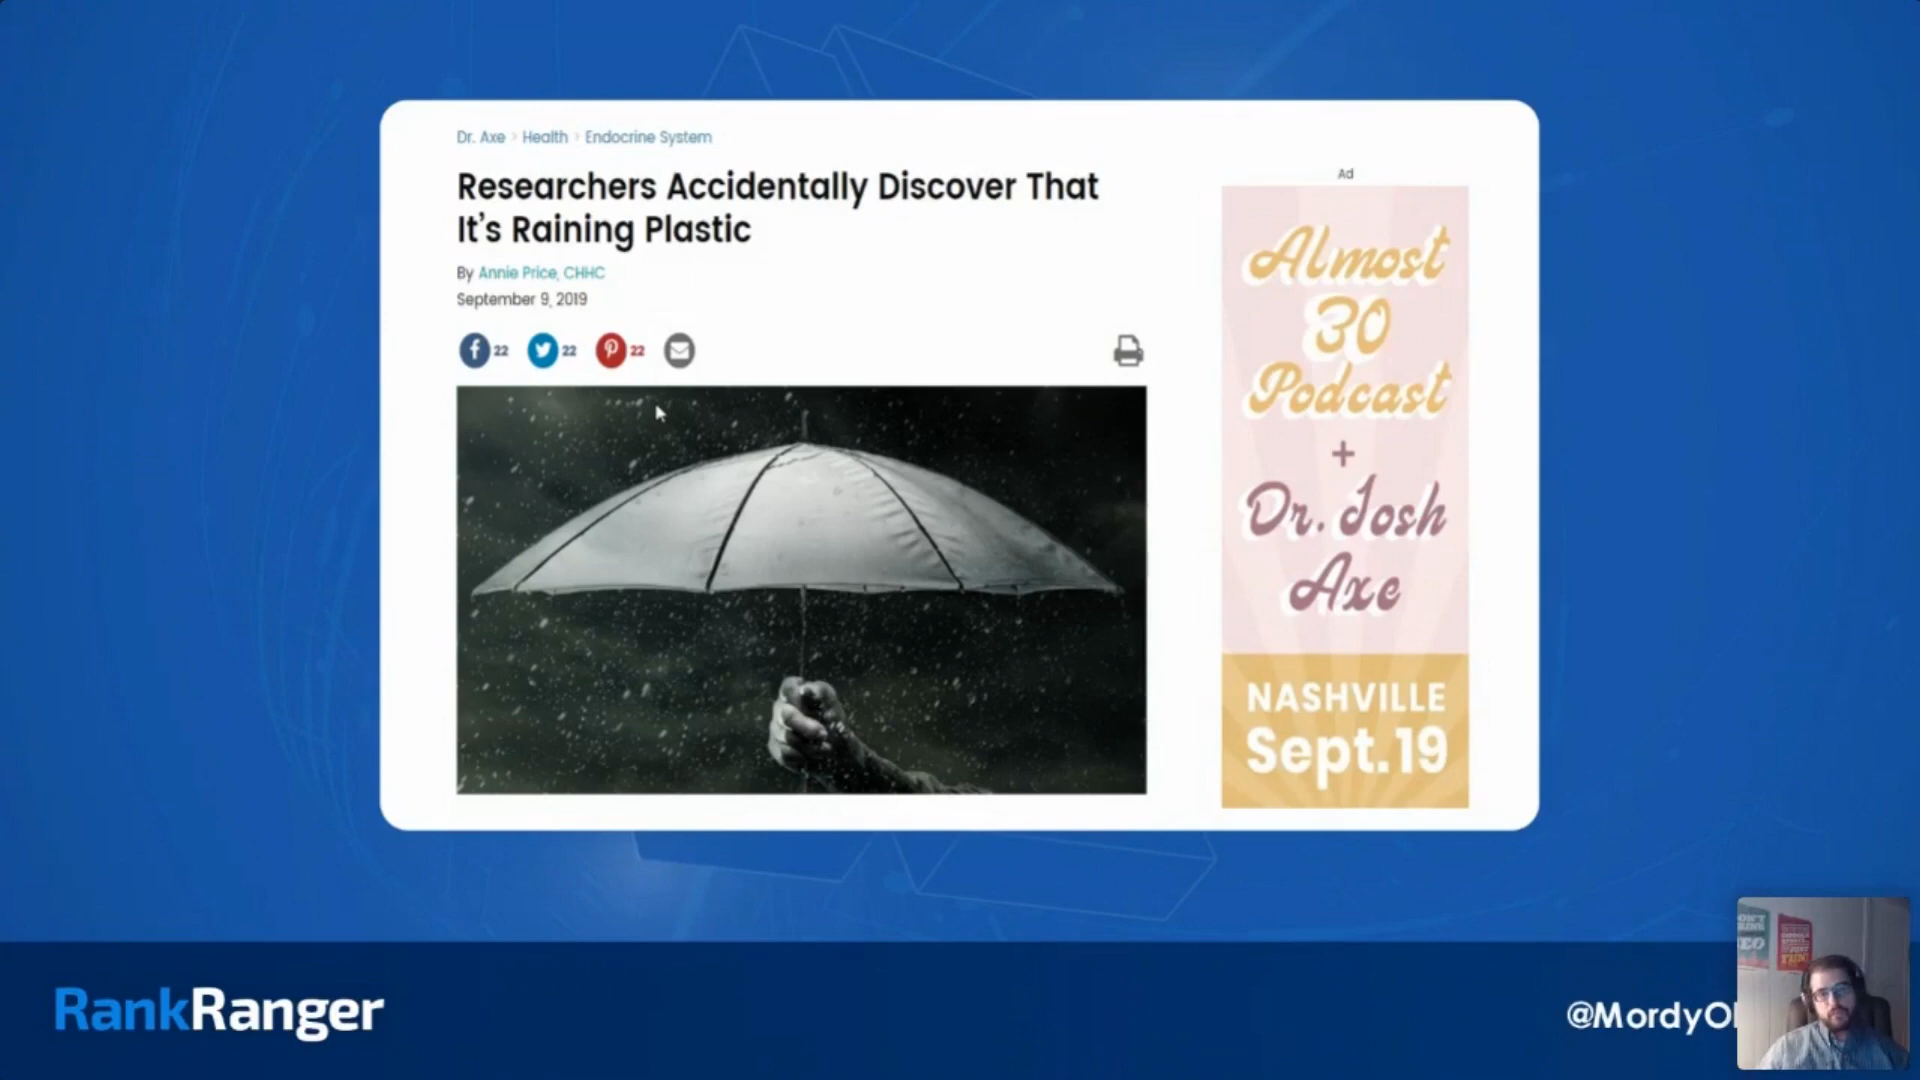 Dr. Axe > Health > Endocrine System
Researchers Accidentally Discover That
It's Raining Plastic
By Annie Price, CHHC
September 9, 2019
22 22 22
Ad
Almost
30
Podcast
+
Dr. Josh
Axe
NASHVILLE
Sept.19
RankRanger
@MordyO